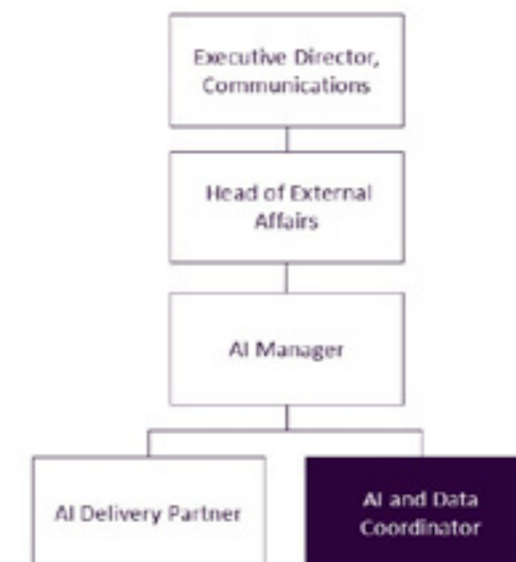 Executive Director,
Communications
Head of External
Affairs
AI Manager
AI Delivery Partner
AI and Data
Coordinator